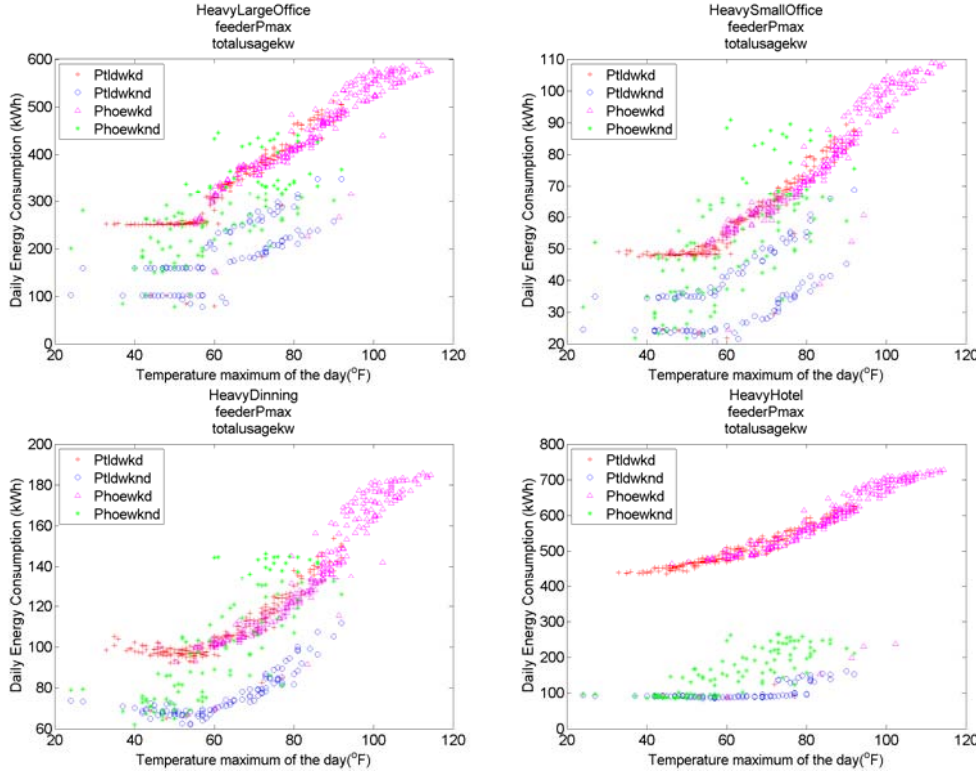 HeavyLargeOffice
feederPmax
totalusagekw
600
500
400
300
200
100
0
Daily Energy Consumption (kWh)
Ptldwkd
Ptldwknd
Phoewkd
Phoewknd
20 40 60 80 100 120
Temperature maximum of the day(°F)
HeavySmallOffice
feederPmax
totalusagekw
110
100
90
80
70
60
50
40
30
20
Daily Energy Consumption (kWh)
Ptldwkd
Ptldwknd
Phoewkd
Phoewknd
20 40 60 80 100 120
Temperature maximum of the day(°F)
HeavyDinning
feederPmax
totalusagekw
200
180
160
140
120
100
80
60
Daily Energy Consumption (kWh)
Ptldwkd
Ptldwknd
Phoewkd
Phoewknd
20 40 60 80 100 120
Temperature maximum of the day(°F)
HeavyHotel
feederPmax
totalusagekw
800
700
600
500
400
300
200
100
0
Daily Energy Consumption (kWh)
Ptldwkd
Ptldwknd
Phoewkd
Phoewknd
20 40 60 80 100 120
Temperature maximum of the day(°F)